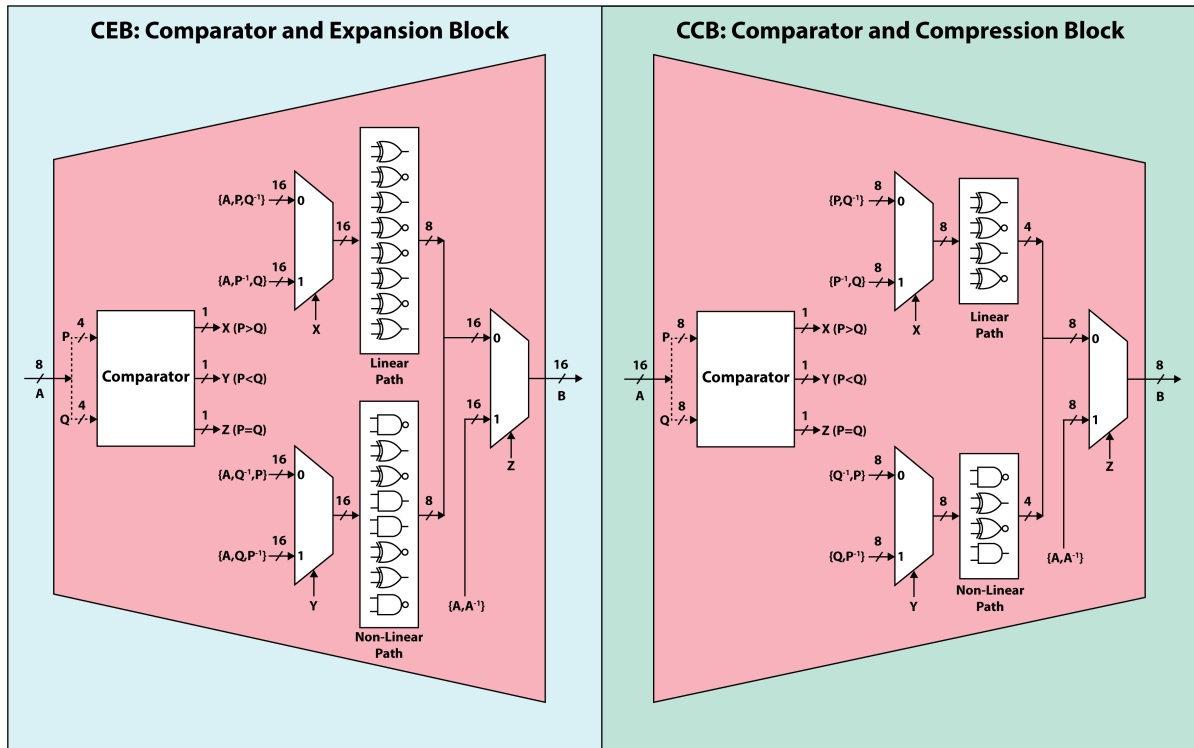 CEB: Comparator and Expansion Block
16
{A,P,Q⁻¹}
0
16
8
16
{A,P⁻¹,Q}
1
X
Linear
Path
8
A
P
4
Q
4
Comparator
1
X (P>Q)
1
Y (P<Q)
1
Z (P=Q)
16
0
16
1
Z
16
B
16
{A,Q⁻¹,P}
0
16
8
16
{A,Q,P⁻¹}
1
Y
{A,A⁻¹}
Non-Linear
Path
CCB: Comparator and Compression Block
8
{P,Q⁻¹}
0
8
4
8
{P⁻¹,Q}
1
X
Linear
Path
16
A
P
8
Q
8
Comparator
1
X (P>Q)
1
Y (P<Q)
1
Z (P=Q)
8
0
8
1
Z
8
B
8
{Q⁻¹,P}
0
8
4
8
{Q,P⁻¹}
1
Y
{A,A⁻¹}
Non-Linear
Path